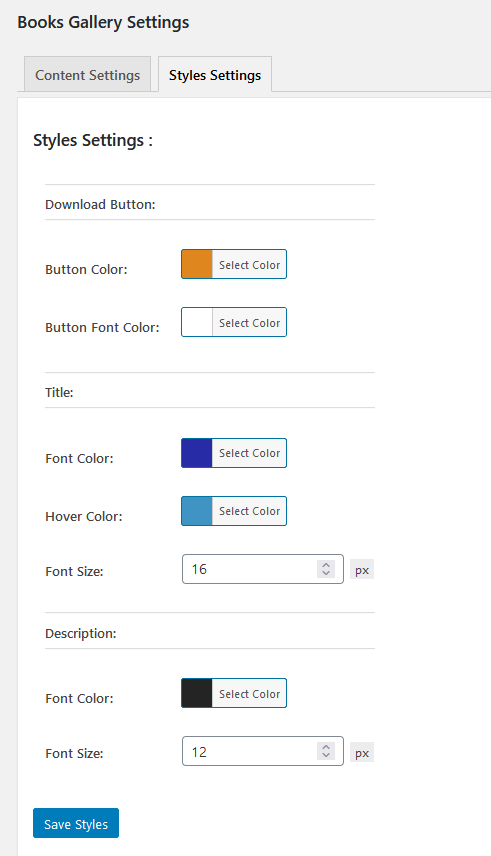 Books Gallery Settings
Content Settings Styles Settings
Styles Settings :
Download Button:
Button Color: Select Color
Button Font Color: Select Color
Title:
Font Color: Select Color
Hover Color: Select Color
Font Size: 16 px
Description:
Font Color: Select Color
Font Size: 12 px
Save Styles